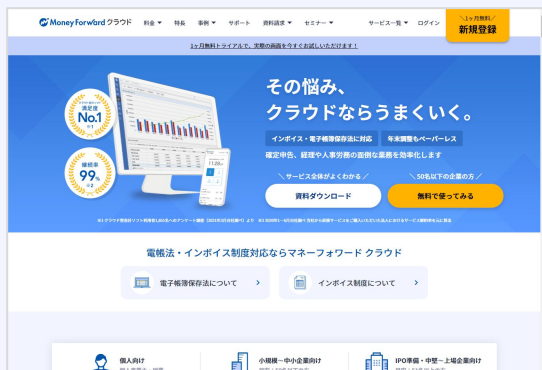 Money Forward クラウド
料金 特長 事例 サポート 資料請求 セミナー サービス一覧 ログイン
＼1ヶ月無料／
新規登録
1ヶ月無料トライアルで、実際の画面を今すぐお試しいただけます！
満足度
No.1
※1
継続率
99%
※2
その悩み、
クラウドならうまくいく。
インボイス・電子帳簿保存法に対応 年末調整もペーパーレス
確定申告、経理や人事労務の面倒な業務を効率化します
＼ サービス全体がよくわかる ／ ＼ 50名以下の企業の方 ／
資料ダウンロード 無料で使ってみる
電帳法・インボイス制度対応ならマネーフォワード クラウド
電子帳簿保存法について
インボイス制度について
個人向け 小規模〜中小企業向け IPO準備・中堅〜上場企業向け